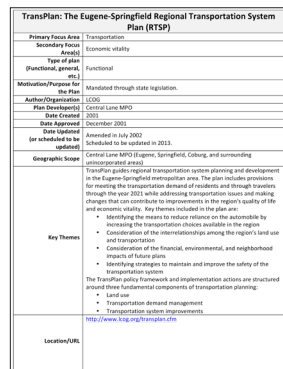 TransPlan: The Eugene-Springfield Regional Transportation System
Plan (RTSP)
Primary Focus Area Transportation
Secondary Focus
Area(s)
Economic vitality
Type of plan
(Functional, general,
etc.)
Functional
Motivation/Purpose for
the Plan
Mandated through state legislation.
Author/Organization LCOG
Plan Developer(s) Central Lane MPO
Date Created 2001
Date Approved December 2001
Date Updated
(or scheduled to be
updated)
Amended in July 2002
Scheduled to be updated in 2013.
Geographic Scope
Central Lane MPO (Eugene, Springfield, Coburg, and surrounding
unincorporated areas)
Key Themes
TransPlan guides regional transportation system planning and development
in the Eugene-Springfield metropolitan area. The plan includes provisions
for meeting the transportation demand of residents and through travelers
through the year 2021 while addressing transportation issues and making
changes that can contribute to improvements in the region's quality of life
and economic vitality. Key themes included in the plan are:
• Identifying the means to reduce reliance on the automobile by
increasing the transportation choices available in the region
• Consideration of the interrelationships among the region's land use
and transportation
• Consideration of the financial, environmental, and neighborhood
impacts of future plans
• Identifying strategies to maintain and improve the safety of the
transportation system
The TransPlan policy framework and implementation actions are structured
around three fundamental components of transportation planning:
• Land use
• Transportation demand management
• Transportation system improvements
Location/URL
http://www.lcog.org/transplan.cfm